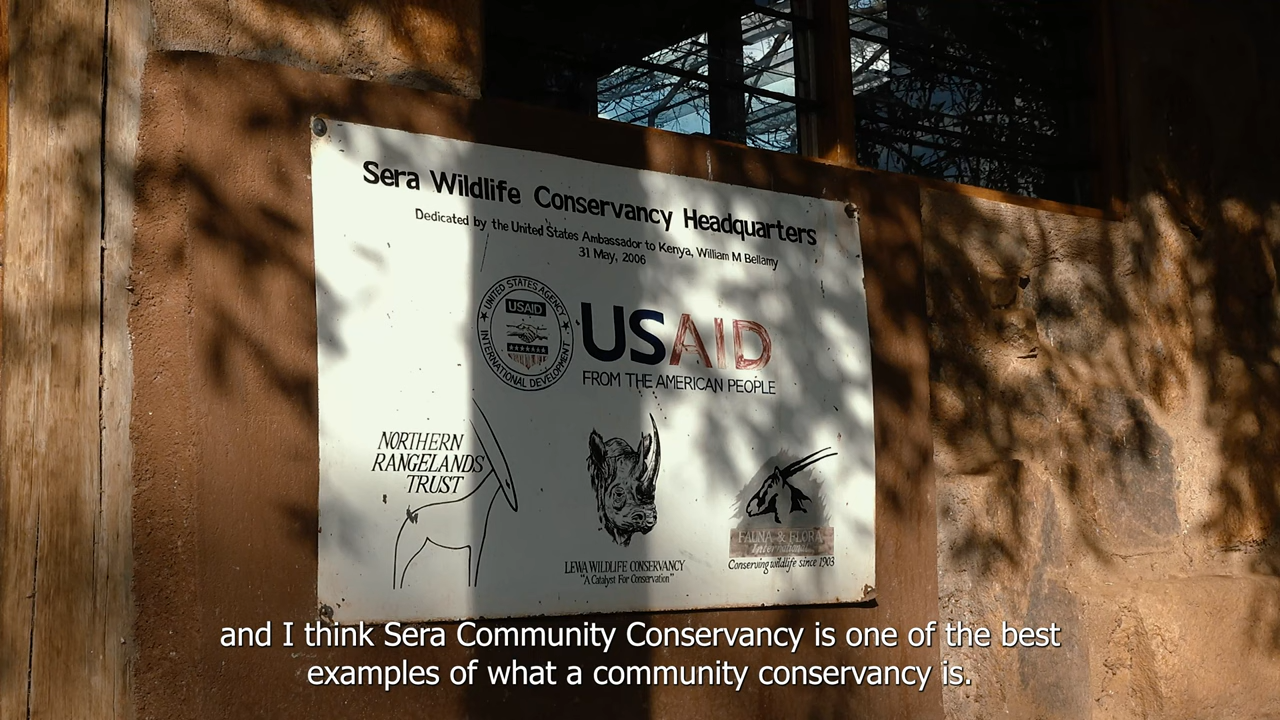 Sera Wildlife Conservancy Headquarters
Dedicated by the United States Ambassador to Kenya, William M Bellamy
31 May, 2006
UNITED STATES AGENCY
USAID
INTERNATIONAL DEVELOPMENT
USAID
FROM THE AMERICAN PEOPLE
NORTHERN
RANGELANDS
TRUST
LEWA WILDLIFE CONSERVANCY
"A Catalyst For Conservation"
FAUNA & FLORA
International
Conserving wildlife since 1903
and I think Sera Community Conservancy is one of the best
examples of what a community conservancy is.